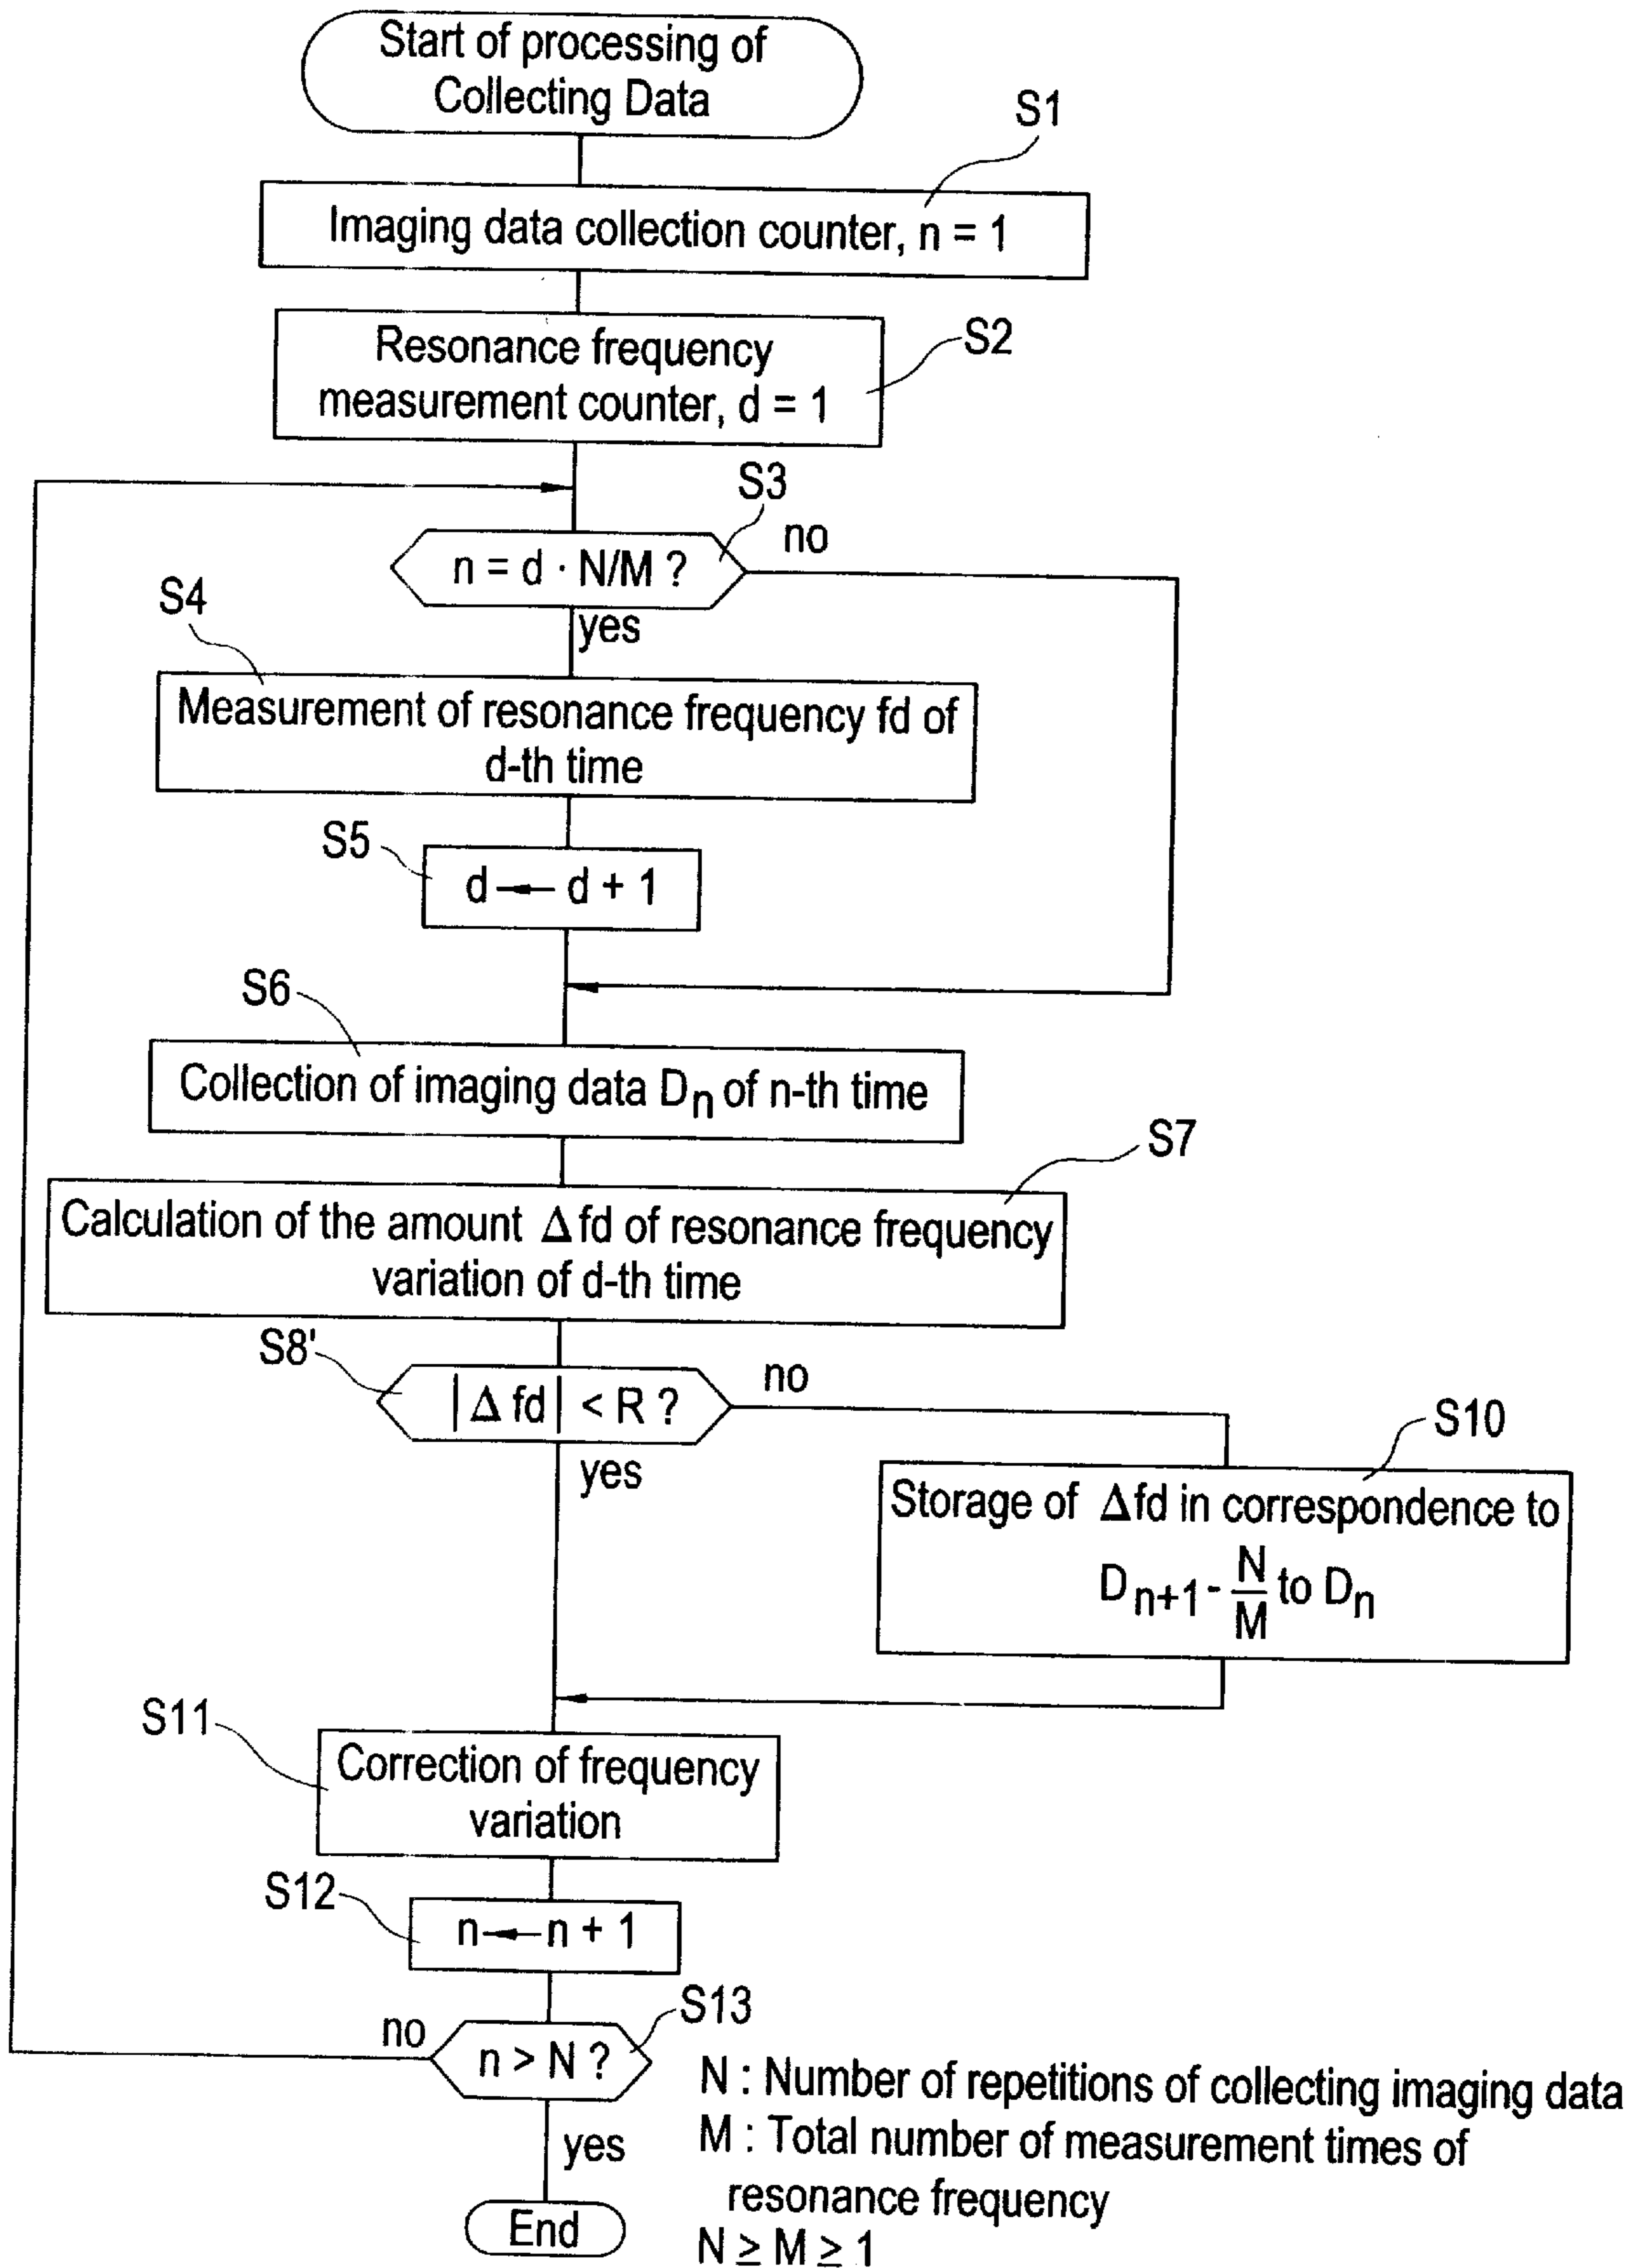 Start of processing of
Collecting Data
S1
Imaging data collection counter, n = 1
S2
Resonance frequency
measurement counter, d = 1
S3
n = d · N/M ?
no
yes
S4
Measurement of resonance frequency fd of
d-th time
S5
d ← d + 1
S6
Collection of imaging data Dn of n-th time
S7
Calculation of the amount Δfd of resonance frequency
variation of d-th time
S8'
|Δ fd| < R ?
no
yes
S10
Storage of Δfd in correspondence to
Dn+1 - N/M to Dn
S11
Correction of frequency
variation
S12
n ← n + 1
S13
n > N ?
no
yes
End
N : Number of repetitions of collecting imaging data
M : Total number of measurement times of
resonance frequency
N ≥ M ≥ 1